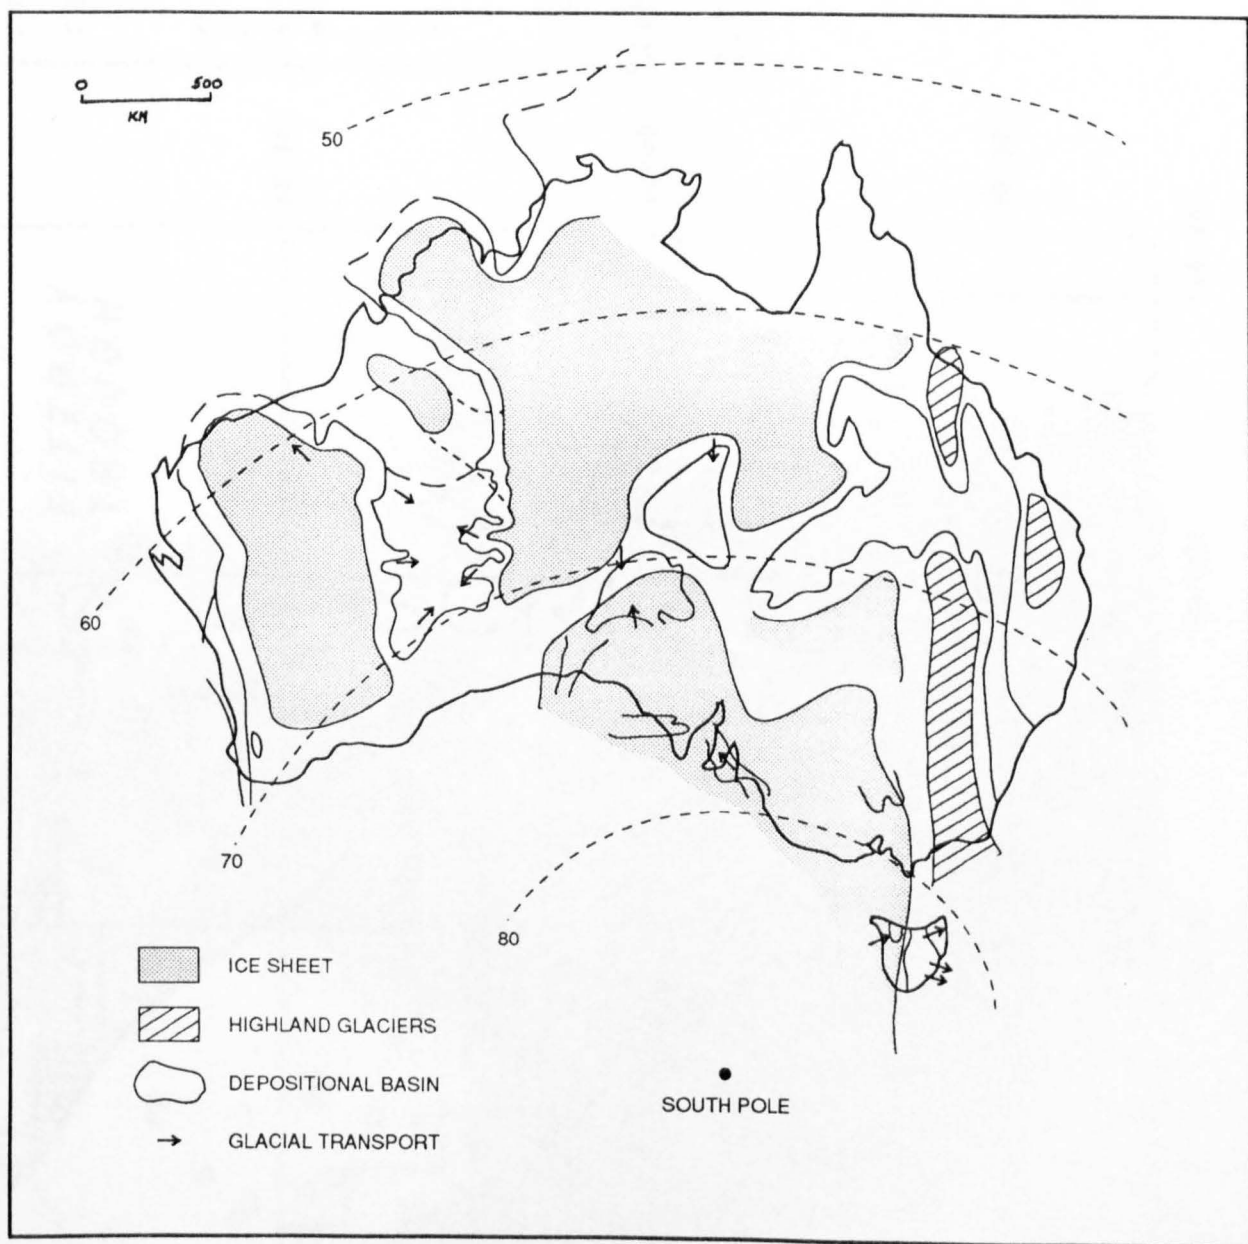 0 500
KM
50
60
70
80
ICE SHEET
HIGHLAND GLACIERS
DEPOSITIONAL BASIN
GLACIAL TRANSPORT
SOUTH POLE